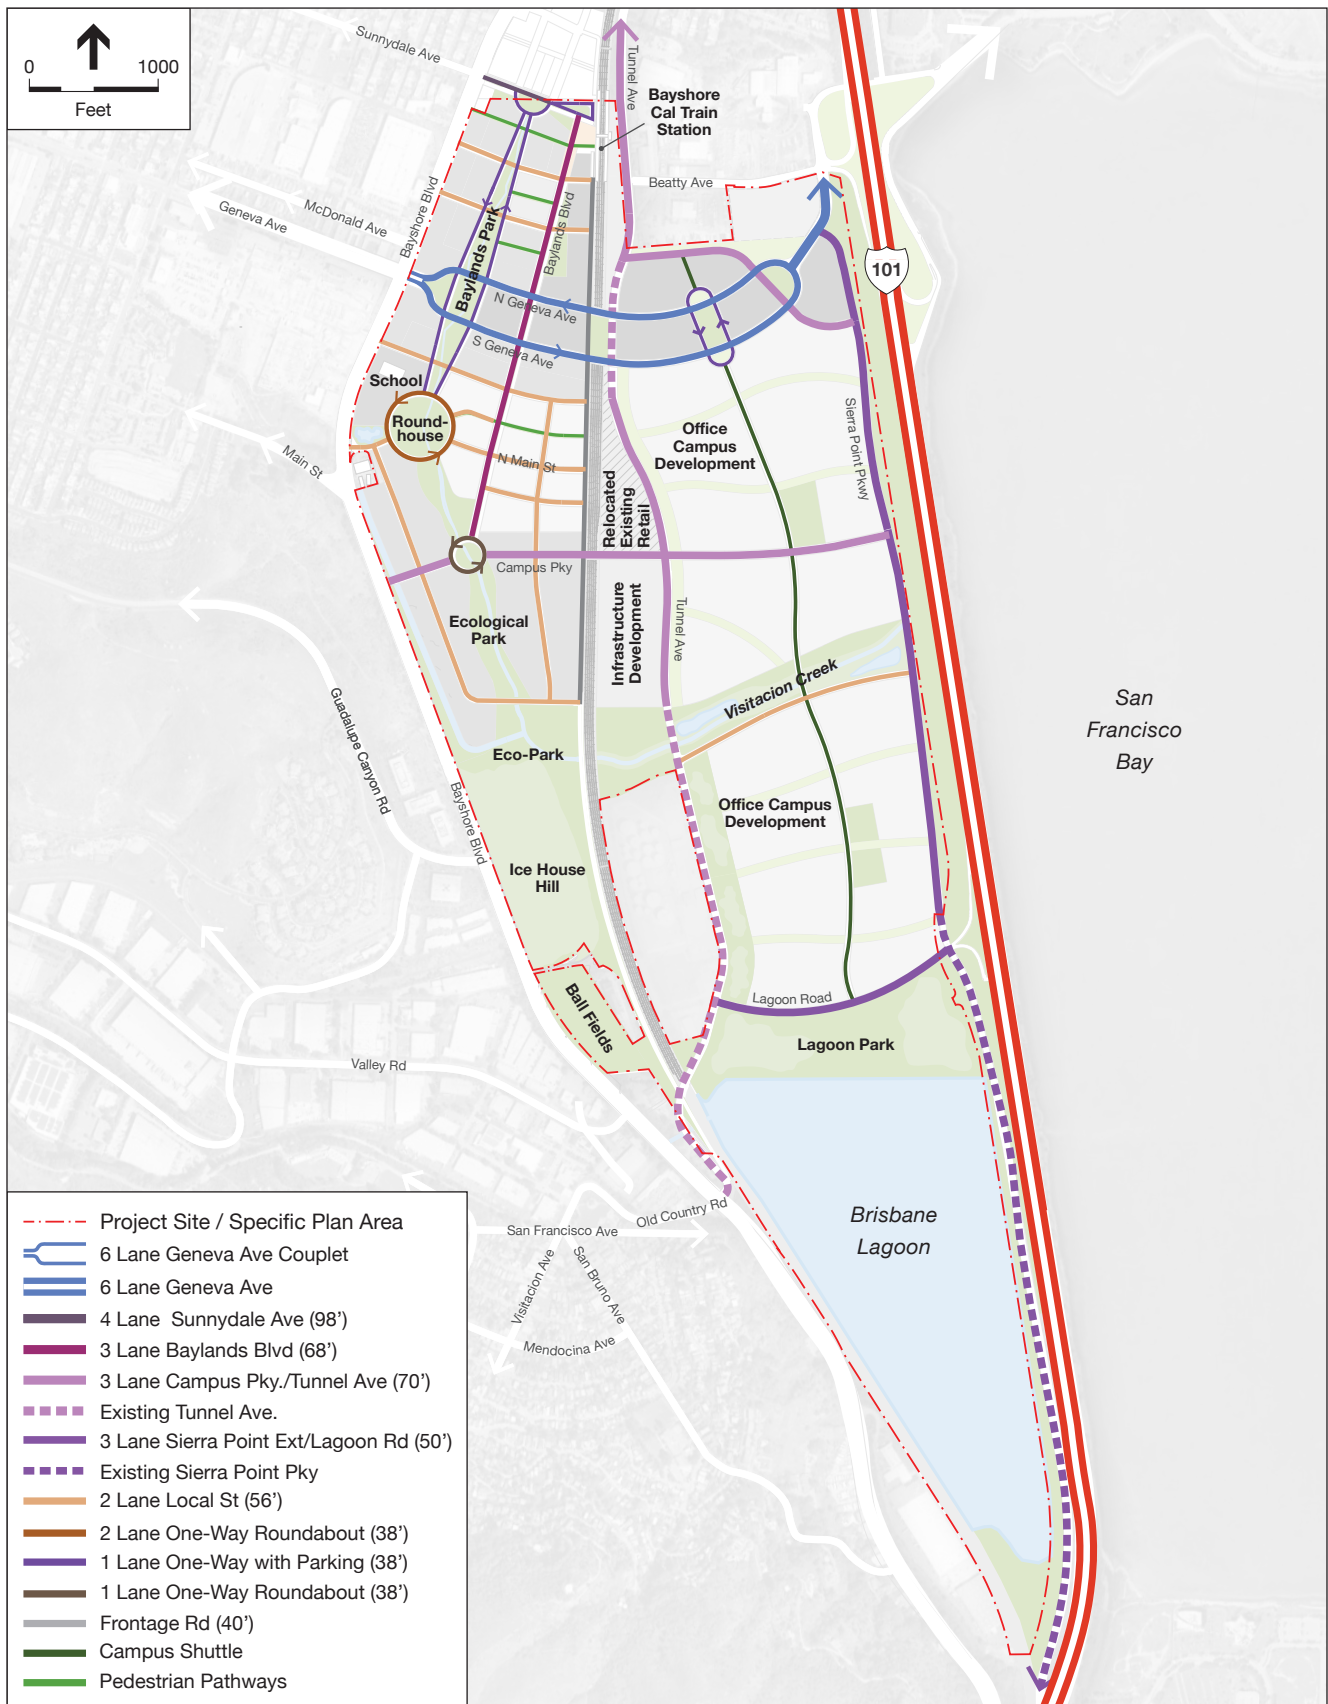 0
1000
Feet
Sunnydale Ave
Tunnel Ave
Bayshore
Cal Train
Station
Beatty Ave
McDonald Ave
Geneva Ave
Bayshore Blvd
Baylands Park
Baylands Blvd
101
N Geneva Ave
S Geneva Ave
School
Round-
house
Main St
N Main St
Office
Campus
Development
Sierra Point Pkwy
Relocated
Existing
Retail
Campus Pky
Ecological
Park
Infrastructure
Development
Tunnel Ave
Visitacion Creek
San
Francisco
Bay
Guadalupe Canyon Rd
Eco-Park
Bayshore Blvd
Office Campus
Development
Ice House
Hill
Ball Fields
Lagoon Road
Lagoon Park
Valley Rd
San Francisco Ave
Old Country Rd
Visitacion Ave
San Bruno Ave
Mendocina Ave
Brisbane
Lagoon
Project Site / Specific Plan Area
6 Lane Geneva Ave Couplet
6 Lane Geneva Ave
4 Lane  Sunnydale Ave (98’)
3 Lane Baylands Blvd (68’)
3 Lane Campus Pky./Tunnel Ave (70’)
Existing Tunnel Ave.
3 Lane Sierra Point Ext/Lagoon Rd (50’)
Existing Sierra Point Pky
2 Lane Local St (56’)
2 Lane One-Way Roundabout (38’)
1 Lane One-Way with Parking (38’)
1 Lane One-Way Roundabout (38’)
Frontage Rd (40’)
Campus Shuttle
Pedestrian Pathways